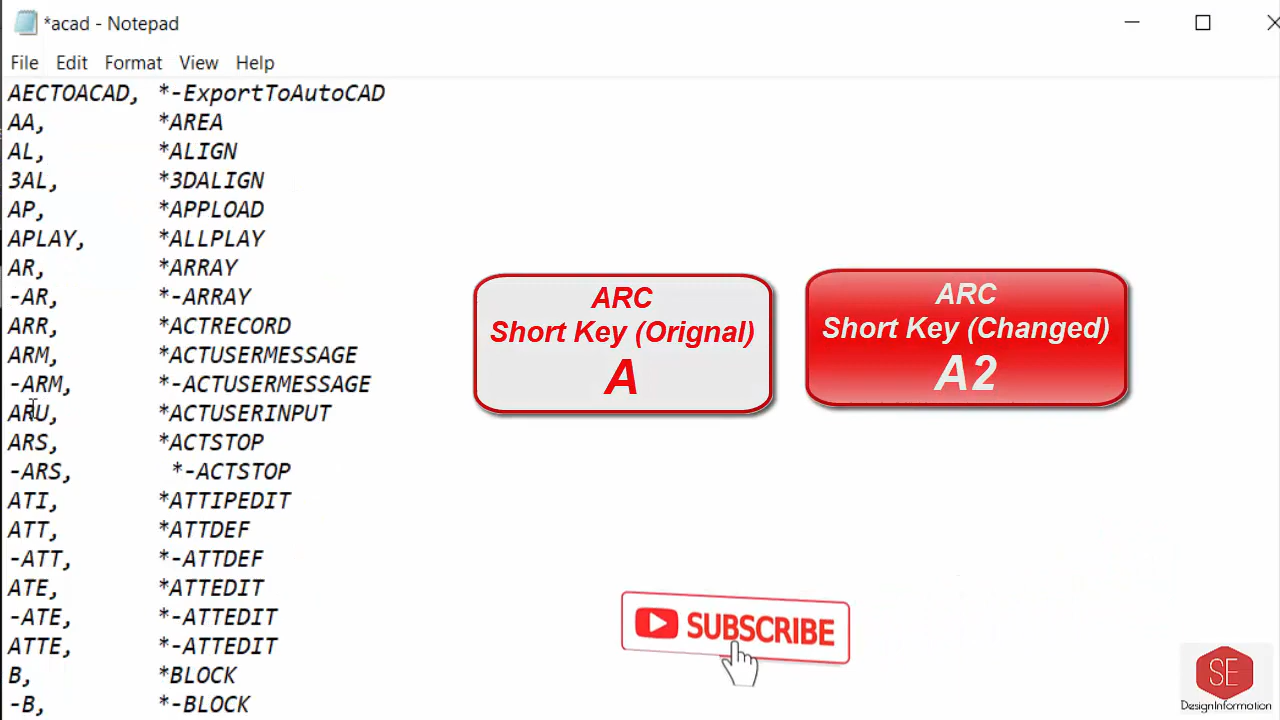 *acad - Notepad
File Edit Format View Help
AECTOACAD, *-ExportToAutoCAD
AA, *AREA
AL, *ALIGN
3AL, *3DALIGN
AP, *APPLOAD
APLAY, *ALLPLAY
AR, *ARRAY
-AR, *-ARRAY
ARR, *ACTRECORD
ARM, *ACTUSERMESSAGE
-ARM, *-ACTUSERMESSAGE
ARU, *ACTUSERINPUT
ARS, *ACTSTOP
-ARS, *-ACTSTOP
ATI, *ATTIPEDIT
ATT, *ATTDEF
-ATT, *-ATTDEF
ATE, *ATTEDIT
-ATE, *-ATTEDIT
ATTE, *-ATTEDIT
B, *BLOCK
-B, *-BLOCK
ARC
Short Key (Orignal)
A
ARC
Short Key (Changed)
A2
SUBSCRIBE
SE
DesignInformation